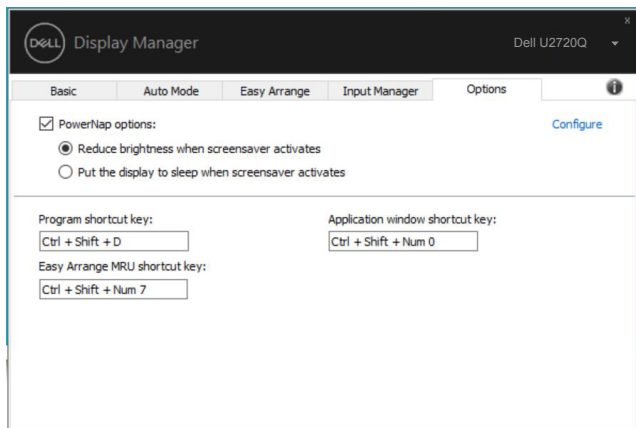 x
DELL Display Manager
Dell U2720Q
Basic Auto Mode Easy Arrange Input Manager Options
PowerNap options:
Configure
Reduce brightness when screensaver activates
Put the display to sleep when screensaver activates
Program shortcut key:
Application window shortcut key:
Ctrl + Shift + D
Ctrl + Shift + Num 0
Easy Arrange MRU shortcut key:
Ctrl + Shift + Num 7